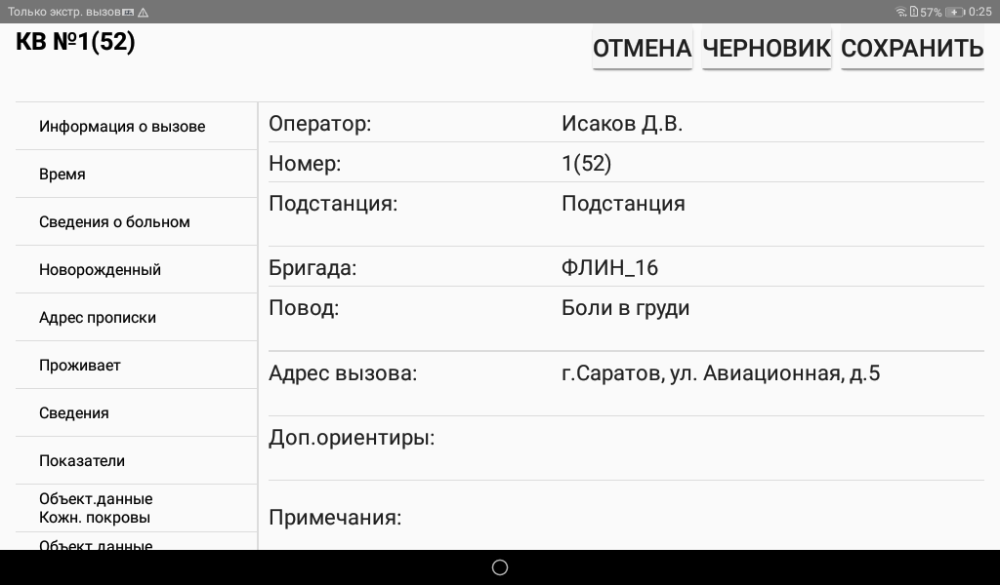 Только экстр. вызов
57% 0:25
КВ №1(52)
ОТМЕНА ЧЕРНОВИК СОХРАНИТЬ
Информация о вызове
Время
Сведения о больном
Новорожденный
Адрес прописки
Проживает
Сведения
Показатели
Объект.данные
Кожн. покровы
Объект.данные
Оператор: Исаков Д.В.
Номер: 1(52)
Подстанция: Подстанция
Бригада: ФЛИН_16
Повод: Боли в груди
Адрес вызова: г.Саратов, ул. Авиационная, д.5
Доп.ориентиры:
Примечания: